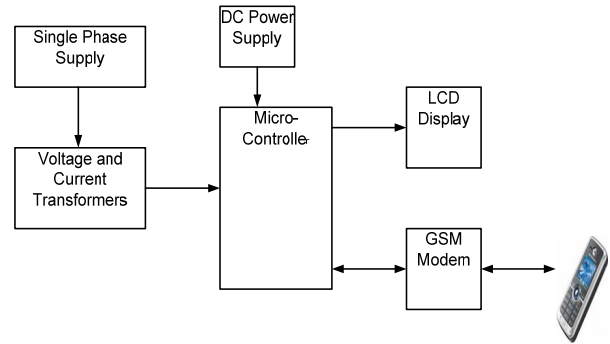 Single Phase
Supply
DC Power
Supply
Micro-
Controlle
LCD
Display
Voltage and
Current
Transformers
GSM
Modem